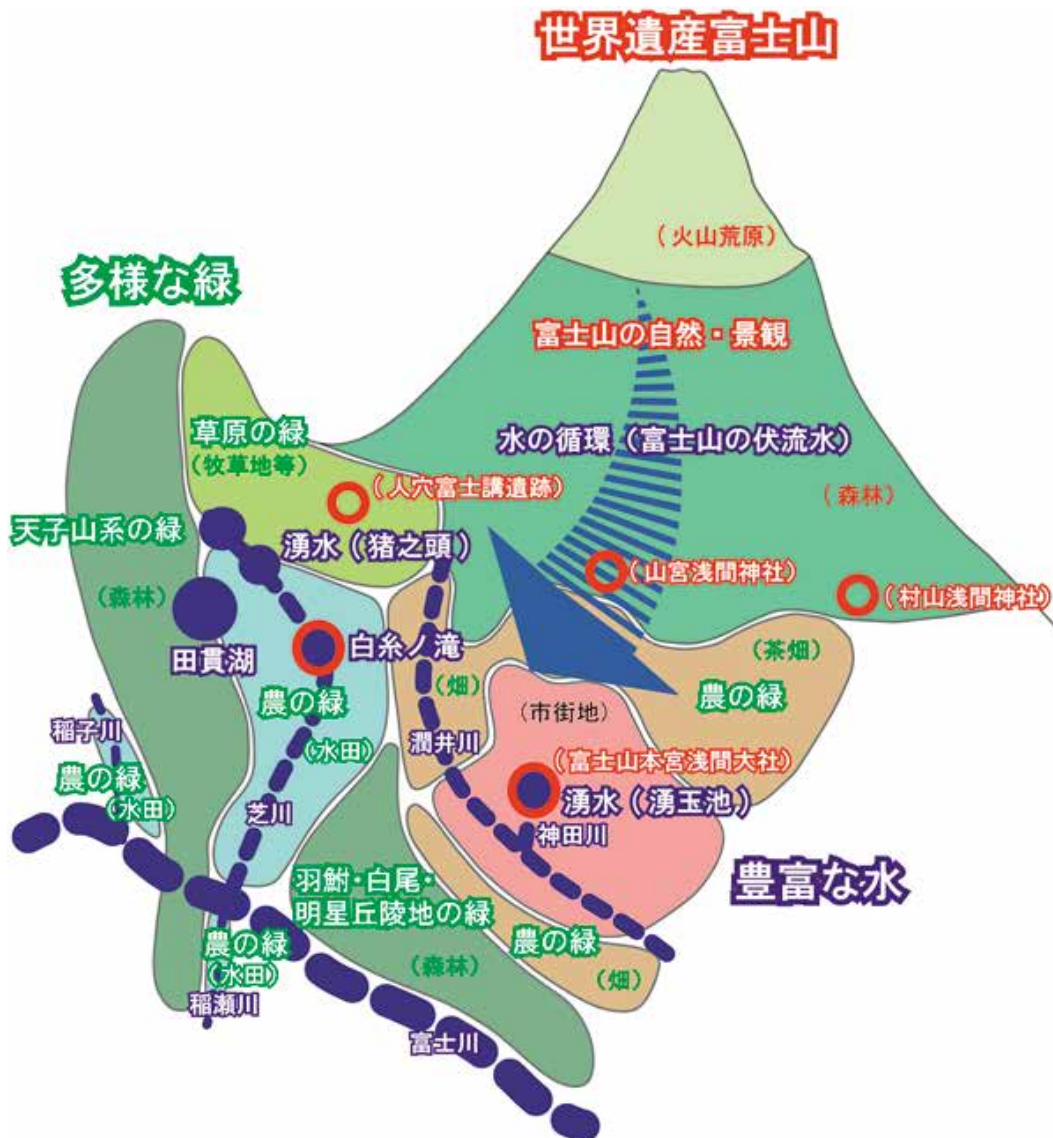 世界遺産富士山
(火山荒原)
多様な緑
富士山の自然・景観
草原の緑
(牧草地等)
水の循環(富士山の伏流水)
(人穴富士講遺跡)
(森林)
天子山系の緑
湧水(猪之頭)
(山宮浅間神社)
(村山浅間神社)
(森林)
田貫湖
白糸ノ滝
(畑)
(茶畑)
農の緑
農の緑
(水田)
(市街地)
稲子川
潤井川
(富士山本宮浅間大社)
農の緑
(水田)
湧水(湧玉池)
芝川
神田川
羽鮒・白尾・
明星丘陵地の緑
豊富な水
農の緑
(水田)
農の緑
(森林)
(畑)
稲瀬川
富士川